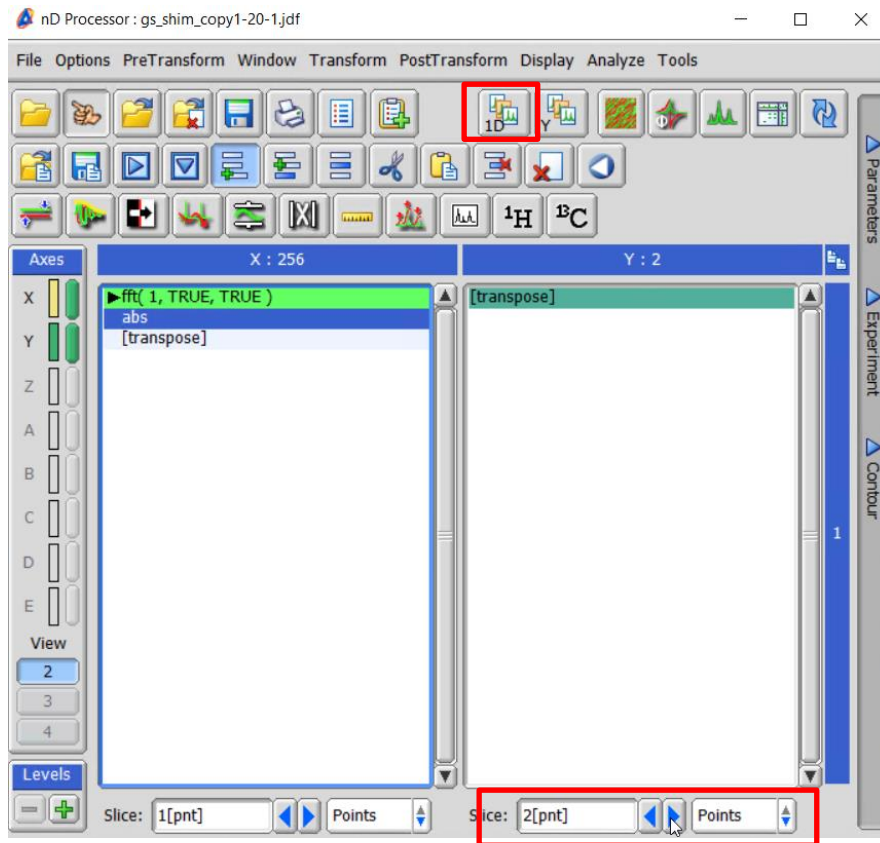 nD Processor : gs_shim_copy1-20-1.jdf
File Options PreTransform Window Transform PostTransform Display Analyze Tools
1D Y
¹H ¹³C
Axes X : 256 Y : 2
X ▶fft( 1, TRUE, TRUE ) [transpose]
abs
Y [transpose]
Z
A
B
C
1
D
E
View
2
3
4
Levels
Slice: 1[pnt] Points Slice: 2[pnt] Points
Parameters
Experiment
Contour